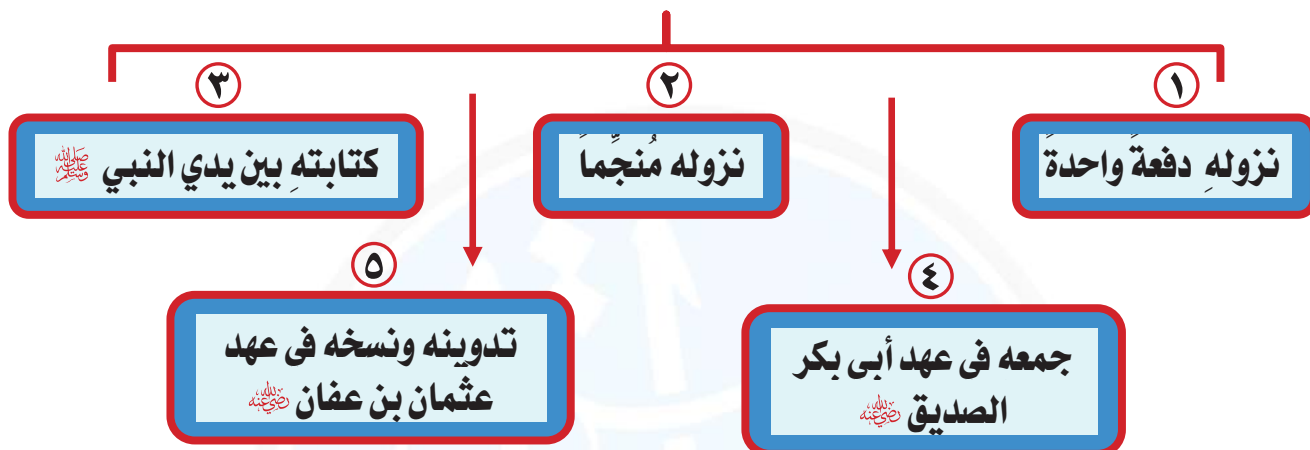 ١
نزولهِ دفعةً واحدةً
٢
نزوله مُنجَّماً
٣
كتابتهِ بين يدي النبي ﷺ
٤
جمعه فى عهد أبى بكر
الصديق رضي الله عنه
٥
تدوينه ونسخه فى عهد
عثمان بن عفان رضي الله عنه